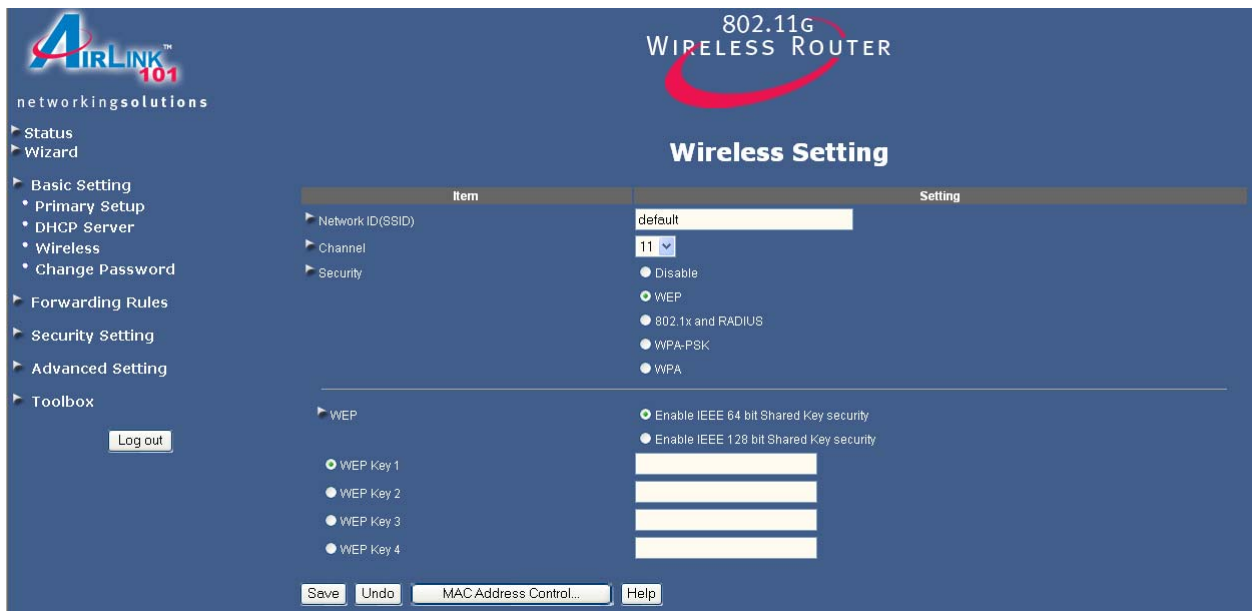 AIRLINK™
101
networkingsolutions
802.11G
WIRELESS ROUTER
Status
Wizard
Basic Setting
Primary Setup
DHCP Server
Wireless
Change Password
Forwarding Rules
Security Setting
Advanced Setting
Toolbox
Log out
Wireless Setting
Item Setting
Network ID(SSID) default
Channel 11
Security Disable
WEP
802.1x and RADIUS
WPA-PSK
WPA
WEP Enable IEEE 64 bit Shared Key security
Enable IEEE 128 bit Shared Key security
WEP Key 1
WEP Key 2
WEP Key 3
WEP Key 4
Save Undo MAC Address Control... Help